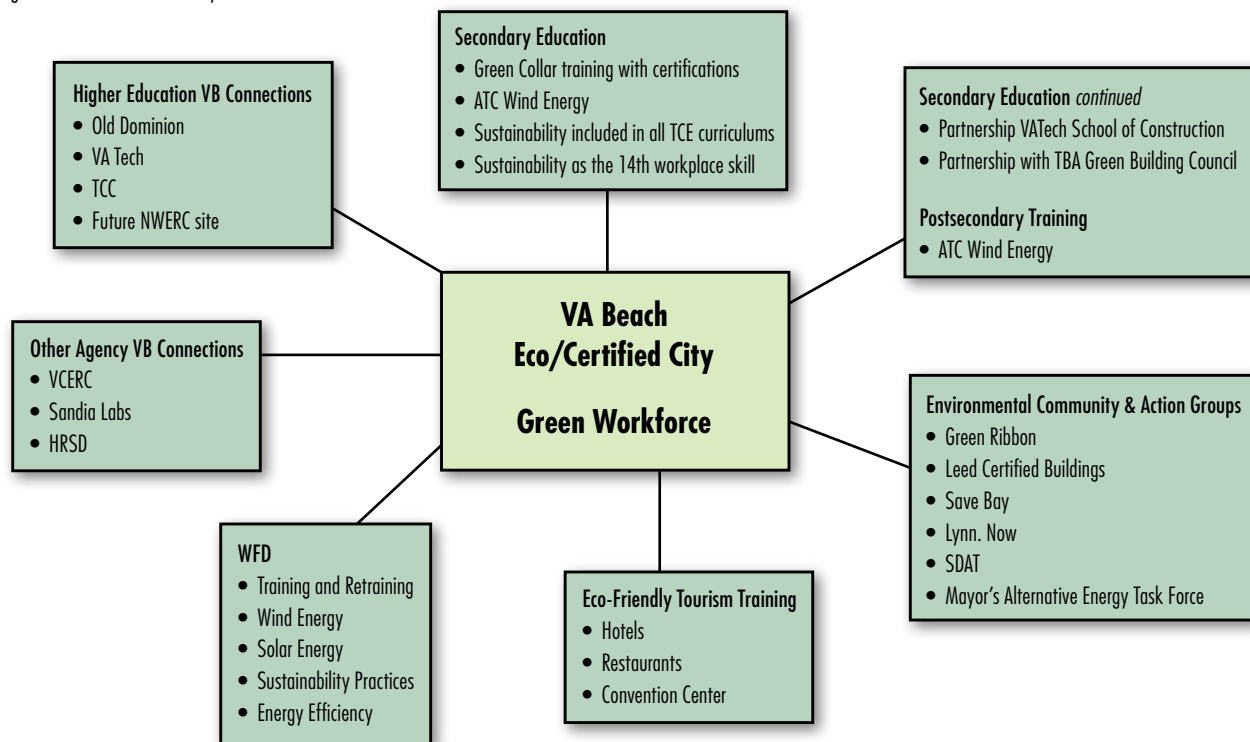 Higher Education VB Connections
• Old Dominion
• VA Tech
• TCC
• Future NWERC site
Secondary Education
• Green Collar training with certifications
• ATC Wind Energy
• Sustainability included in all TCE curriculums
• Sustainability as the 14th workplace skill
Secondary Education continued
• Partnership VATech School of Construction
• Partnership with TBA Green Building Council
Postsecondary Training
• ATC Wind Energy
VA Beach
Eco/Certified City
Green Workforce
Other Agency VB Connections
• VCERC
• Sandia Labs
• HRSD
Environmental Community & Action Groups
• Green Ribbon
• Leed Certified Buildings
• Save Bay
• Lynn. Now
• SDAT
• Mayor's Alternative Energy Task Force
WFD
• Training and Retraining
• Wind Energy
• Solar Energy
• Sustainability Practices
• Energy Efficiency
Eco-Friendly Tourism Training
• Hotels
• Restaurants
• Convention Center